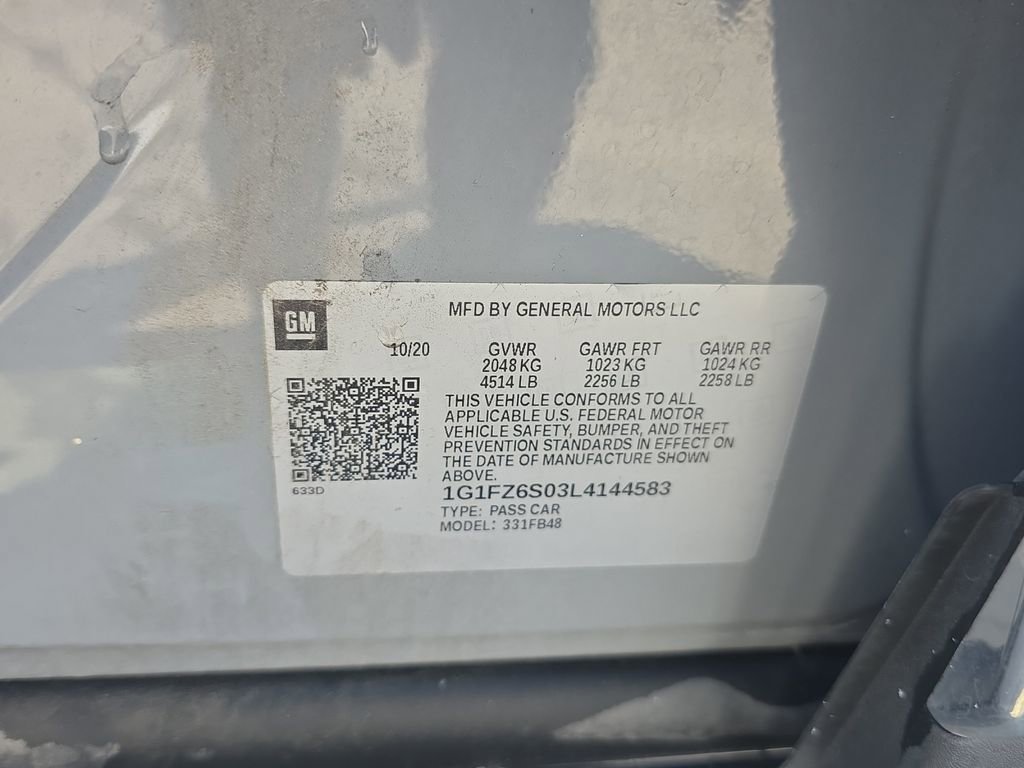 GM
MFD BY GENERAL MOTORS LLC
10/20 GVWR GAWR FRT GAWR RR
2048 KG 1023 KG 1024 KG
4514 LB 2256 LB 2258 LB
THIS VEHICLE CONFORMS TO ALL
APPLICABLE U.S. FEDERAL MOTOR
VEHICLE SAFETY, BUMPER, AND THEFT
PREVENTION STANDARDS IN EFFECT ON
THE DATE OF MANUFACTURE SHOWN
ABOVE.
633D
1G1FZ6S03L4144583
TYPE: PASS CAR
MODEL: 331FB48